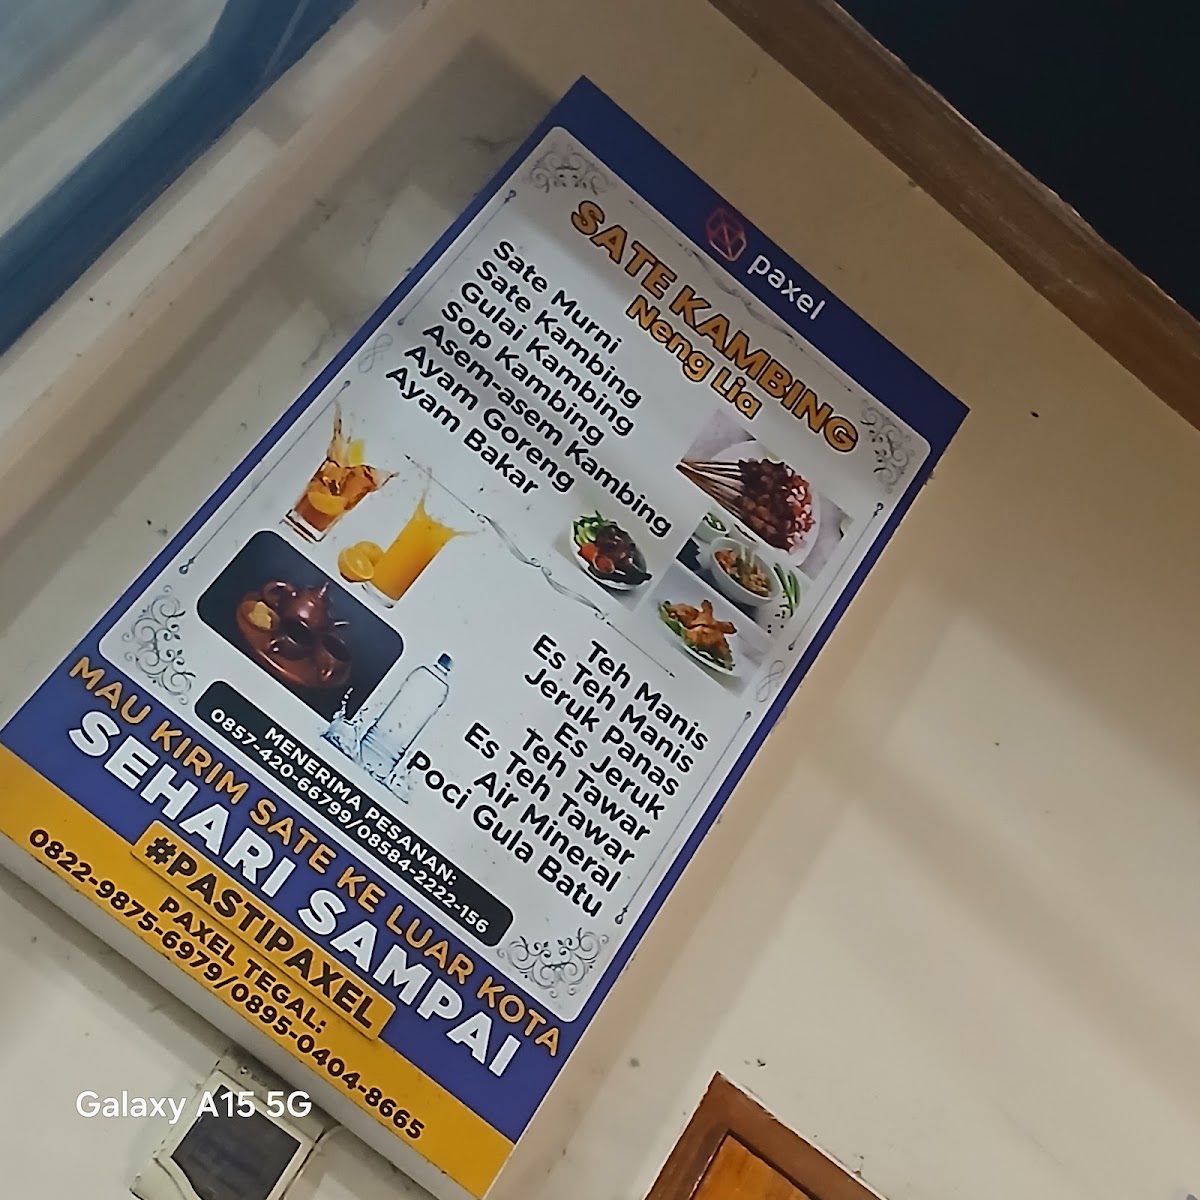 paxel
SATE KAMBING
Neng Lia
Sate Murni
Sate Kambing
Gulai Kambing
Sop Kambing
Asem-asem Kambing
Ayam Goreng
Ayam Bakar
Teh Manis
Es Teh Manis
Jeruk Panas
Es Jeruk
Teh Tawar
Es Teh Tawar
Air Mineral
Poci Gula Batu
MENERIMA PESANAN:
0857-420-66799/08584-2222-156
MAU KIRIM SATE KE LUAR KOTA
SEHARI SAMPAI
#PASTIPAXEL
PAXEL TEGAL:
0822-9875-6979/0895-0404-8665
Galaxy A15 5G